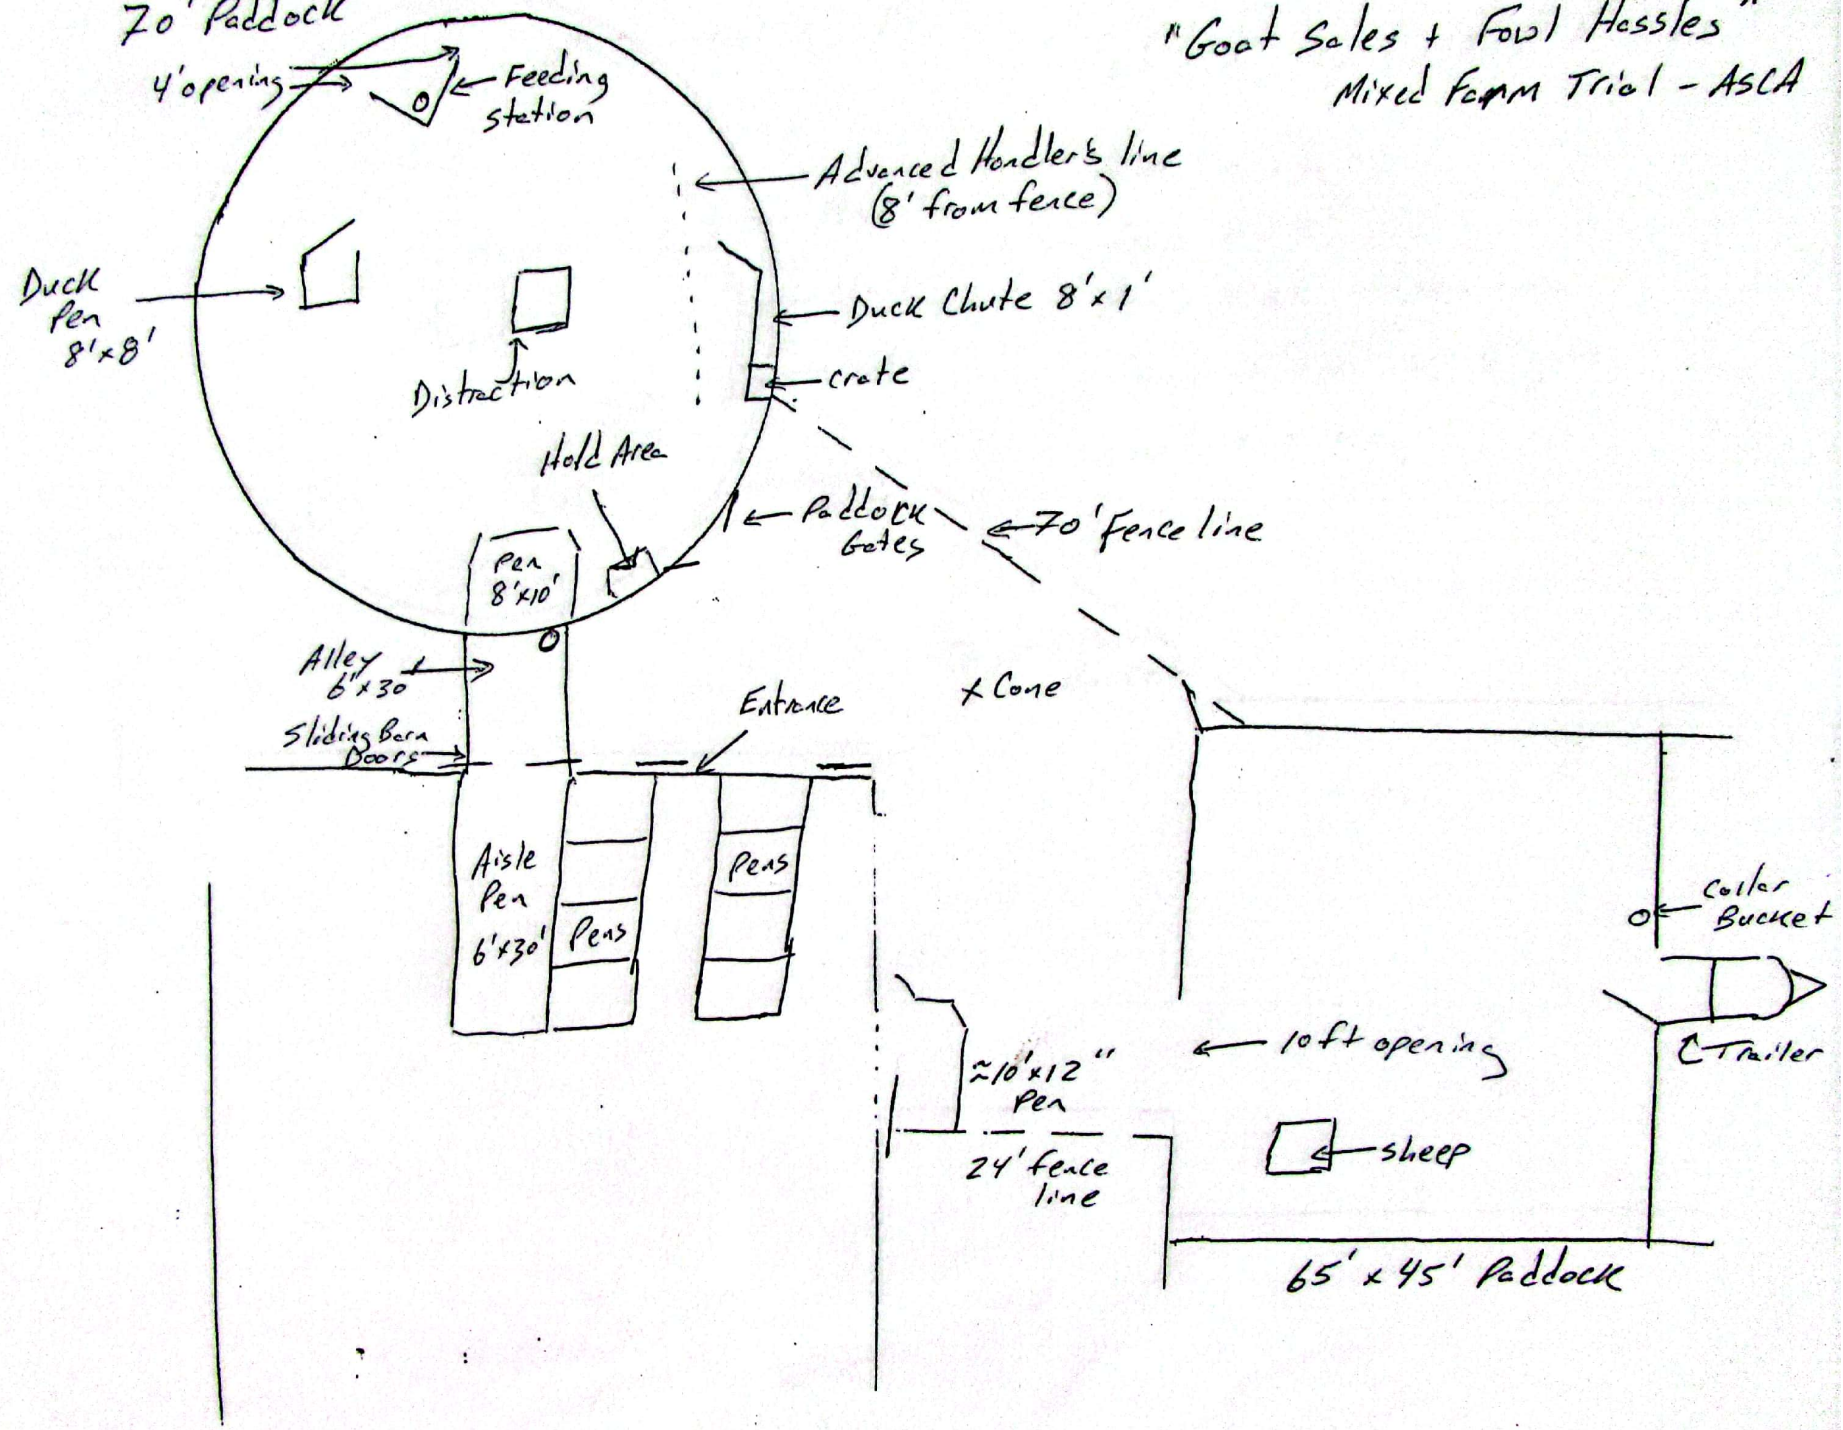 70' Paddock
"Goat Sales + Fowl Hassles"
Mixed Farm Trial - ASCA
4' opening
Feeding
station
Advanced Handler's line
(8' from fence)
Duck
Pen
8'x8'
Duck Chute 8'x1'
Distraction
crate
Hold Area
Paddock
Gates
70' Fence line
Pen
8'x10'
Alley
6'x30
x Cone
Entrance
Sliding Barn
Doors
Aisle
Pen
6'x30'
Pens
Pens
Collar
Bucket
10ft opening
Trailer
≈10'x12"
Pen
sheep
24' fence
line
65' x 45' Paddock